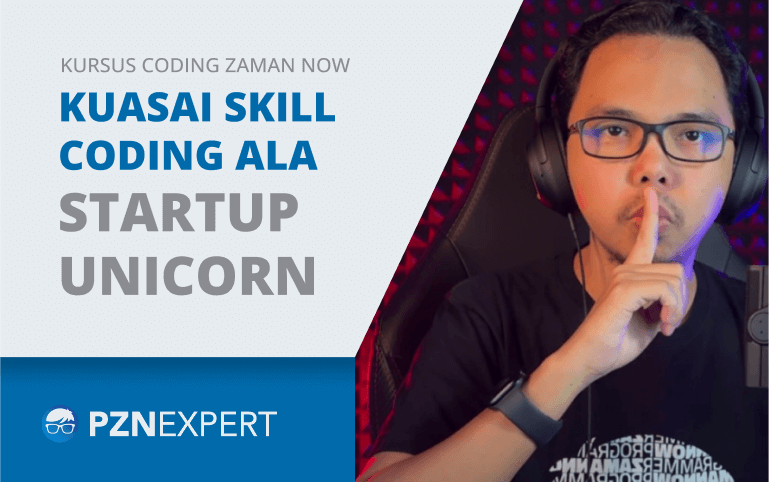 KURSUS CODING ZAMAN NOW
KUASAI SKILL
CODING ALA
STARTUP
UNICORN
PZNEXPERT